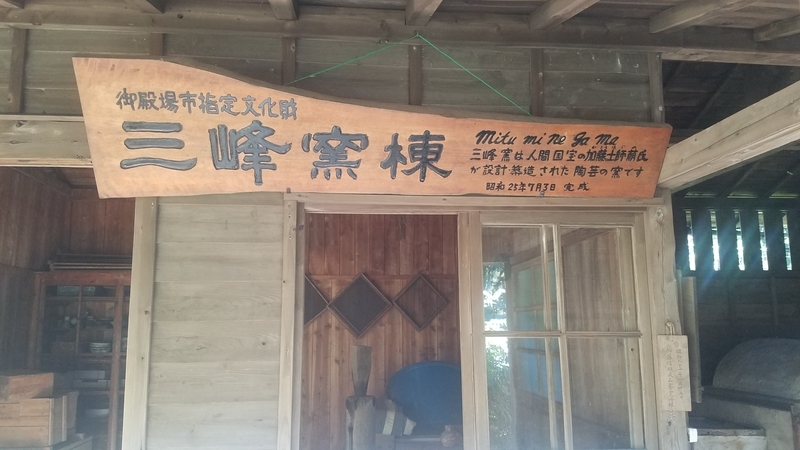 御殿場市指定文化財
三峰窯棟
Mitu mi ne ga ma
三峰窯は人間国宝の加藤土師萌氏
が設計・築造された陶芸の窯です
昭和25年7月3日 完成